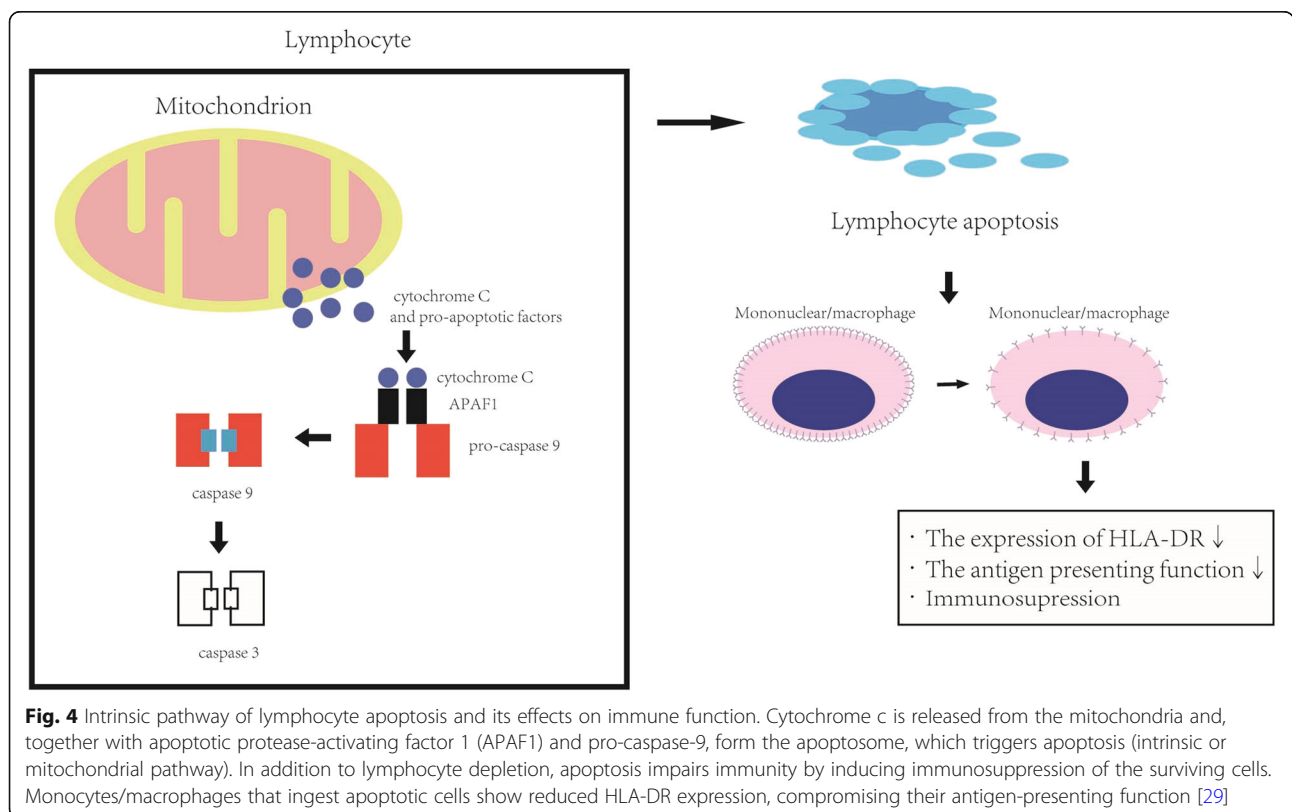 Lymphocyte
Mitochondrion
cytochrome C
and pro-apoptotic factors
cytochrome C
APAF1
pro-caspase 9
caspase 9
caspase 3
Lymphocyte apoptosis
Mononuclear/macrophage
Mononuclear/macrophage
· The expression of HLA-DR ↓
· The antigen presenting function ↓
· Immunosupression
Fig. 4 Intrinsic pathway of lymphocyte apoptosis and its effects on immune function. Cytochrome c is released from the mitochondria and,
together with apoptotic protease-activating factor 1 (APAF1) and pro-caspase-9, form the apoptosome, which triggers apoptosis (intrinsic or
mitochondrial pathway). In addition to lymphocyte depletion, apoptosis impairs immunity by inducing immunosuppression of the surviving cells.
Monocytes/macrophages that ingest apoptotic cells show reduced HLA-DR expression, compromising their antigen-presenting function [29]